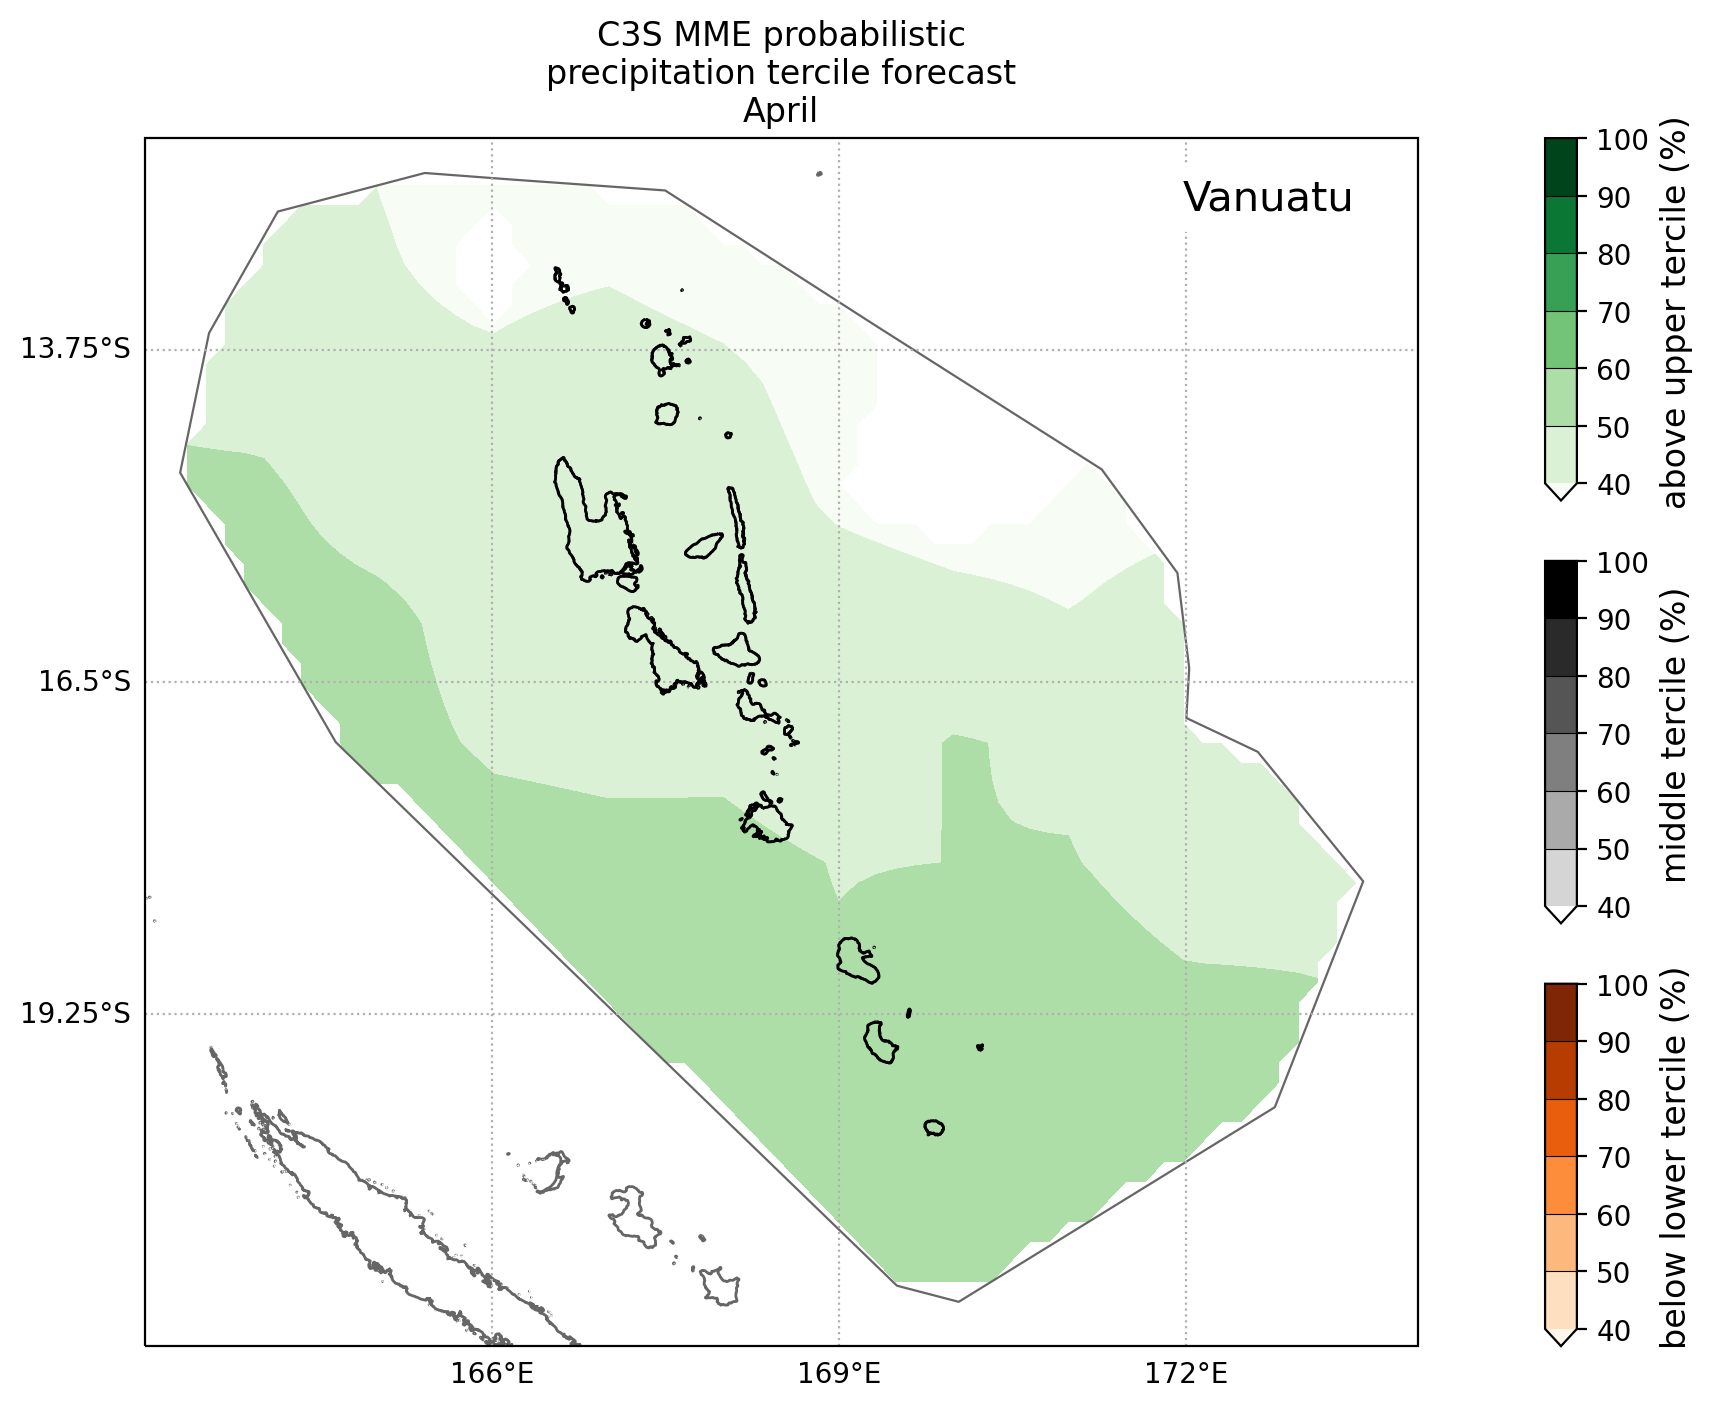 C3S MME probabilistic
precipitation tercile forecast
April
Vanuatu
13.75°S
16.5°S
19.25°S
166°E
169°E
172°E
100
90
80
70
60
50
40
above upper tercile (%)
100
90
80
70
60
50
40
middle tercile (%)
100
90
80
70
60
50
40
below lower tercile (%)